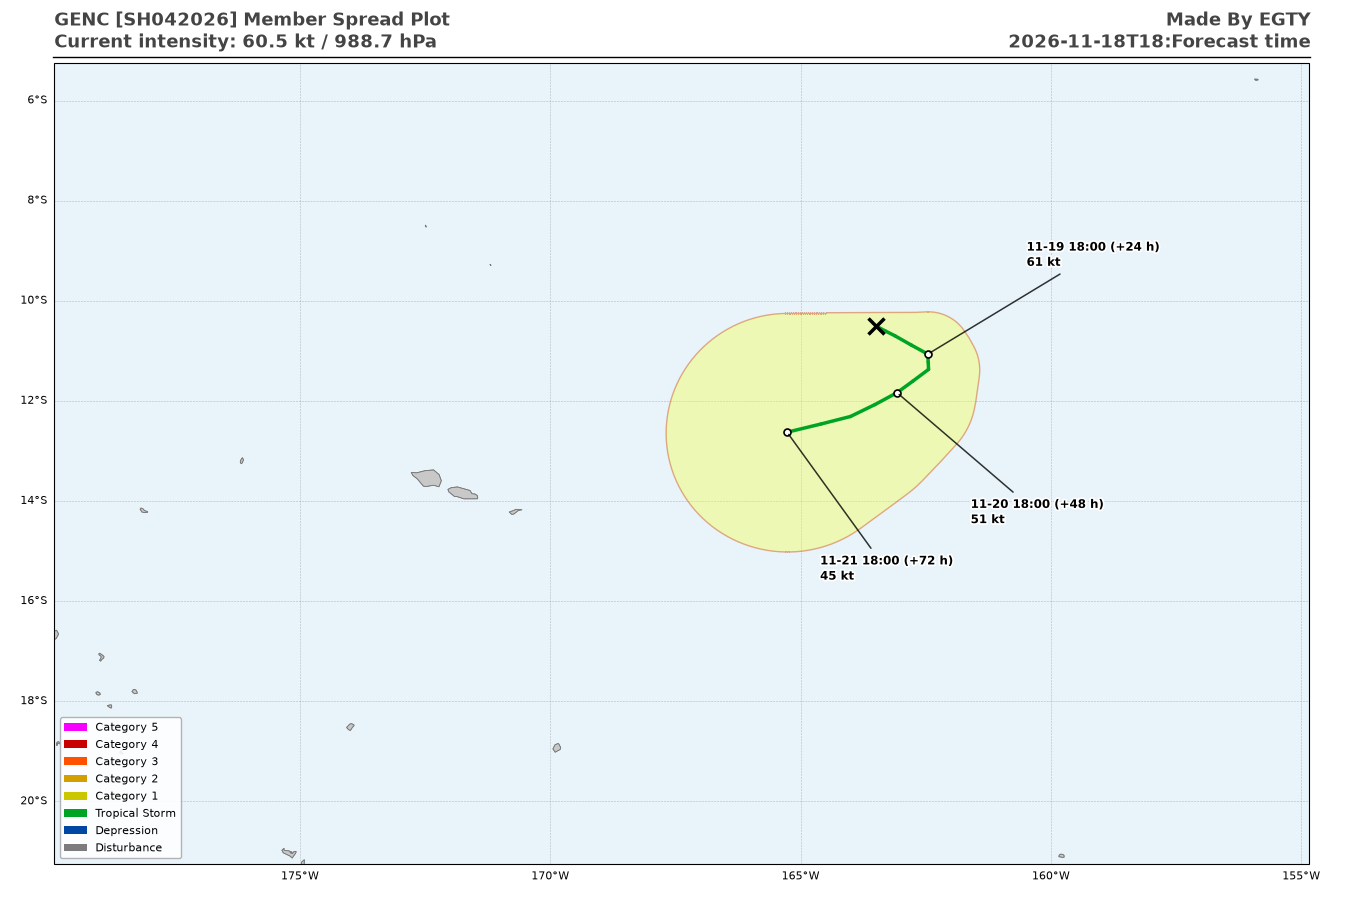 GENC [SH042026] Member Spread Plot
Current intensity: 60.5 kt / 988.7 hPa
Made By EGTY
2026-11-18T18:Forecast time
6°S
8°S
10°S
12°S
14°S
16°S
18°S
20°S
11-19 18:00 (+24 h)
61 kt
11-20 18:00 (+48 h)
51 kt
11-21 18:00 (+72 h)
45 kt
Category 5
Category 4
Category 3
Category 2
Category 1
Tropical Storm
Depression
Disturbance
175°W
170°W
165°W
160°W
155°W